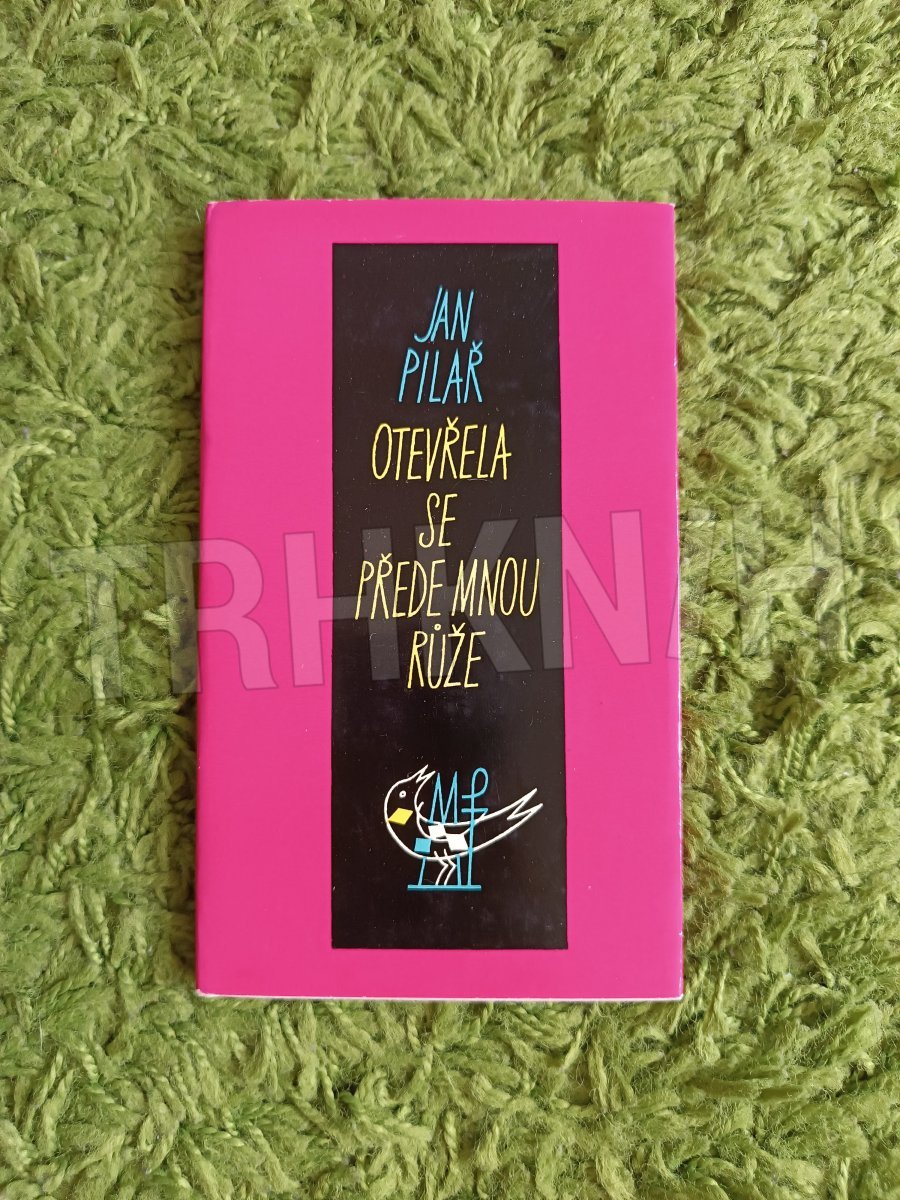 JAN
PILAŘ
OTEVŘELA
SE
PŘEDE MNOU
RŮŽE
MF
TRHKNIH